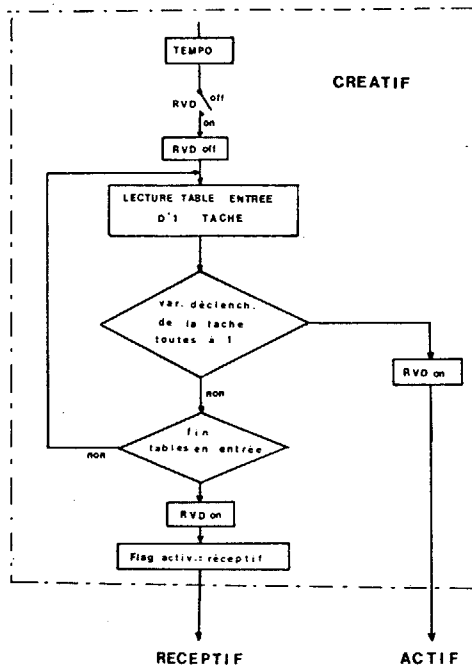 TEMPO
CREATIF
RVD off
on
RVD off
LECTURE TABLE ENTREE
D'1 TACHE
var. déclench.
de la tache
toutes à 1
RVD on
non
fin
tables en entrée
non
RVD on
Flag activ.=réceptif
RECEPTIF
ACTIF